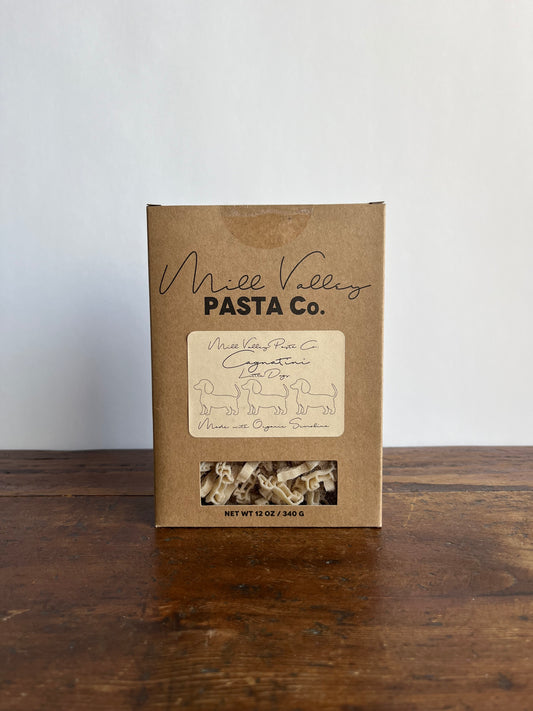 Mill Valley
PASTA Co.
Mill Valley Pasta Co.
Cagnatini
Little Dogs
Made with Organic Semolina
NET WT 12 OZ / 340 G